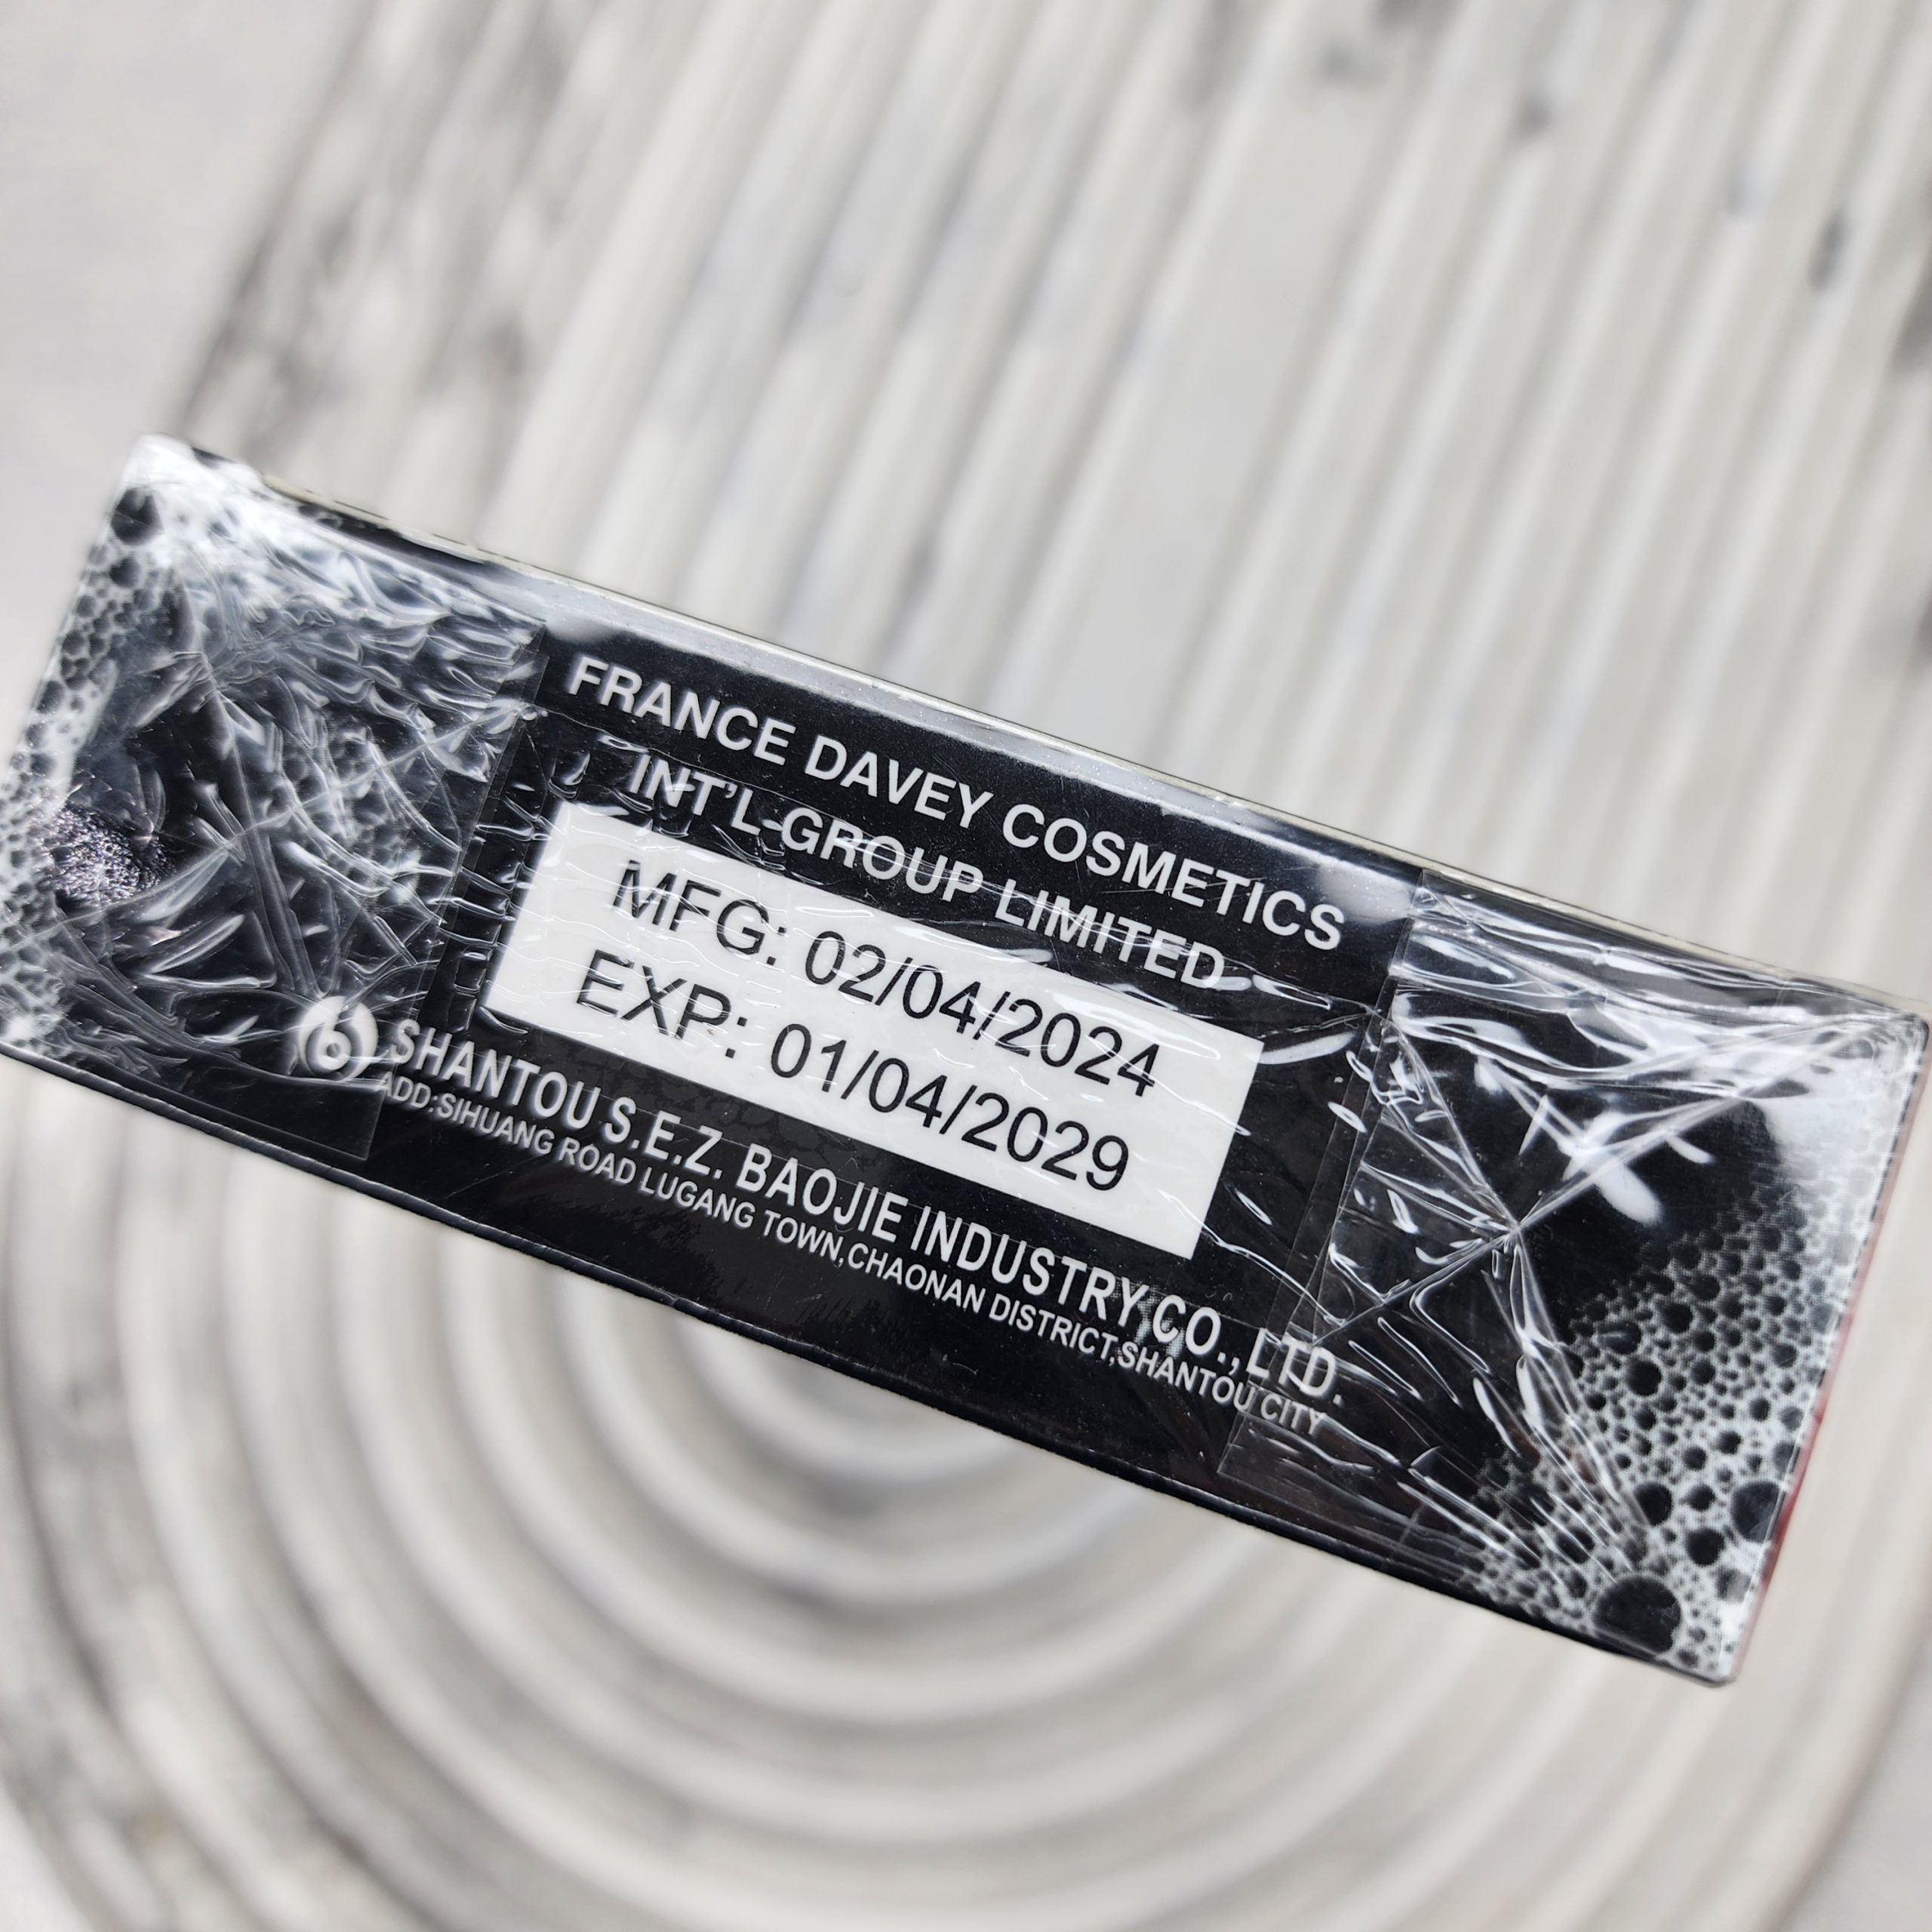 FRANCE DAVEY COSMETICS
INT'L GROUP LIMITED
MFG: 02/04/2024
EXP: 01/04/2029
SHANTOU S.E.Z. BAOJIE INDUSTRY CO.,LTD.
ADD:SIHUANG ROAD LUGANG TOWN,CHAONAN DISTRICT,SHANTOU CITY